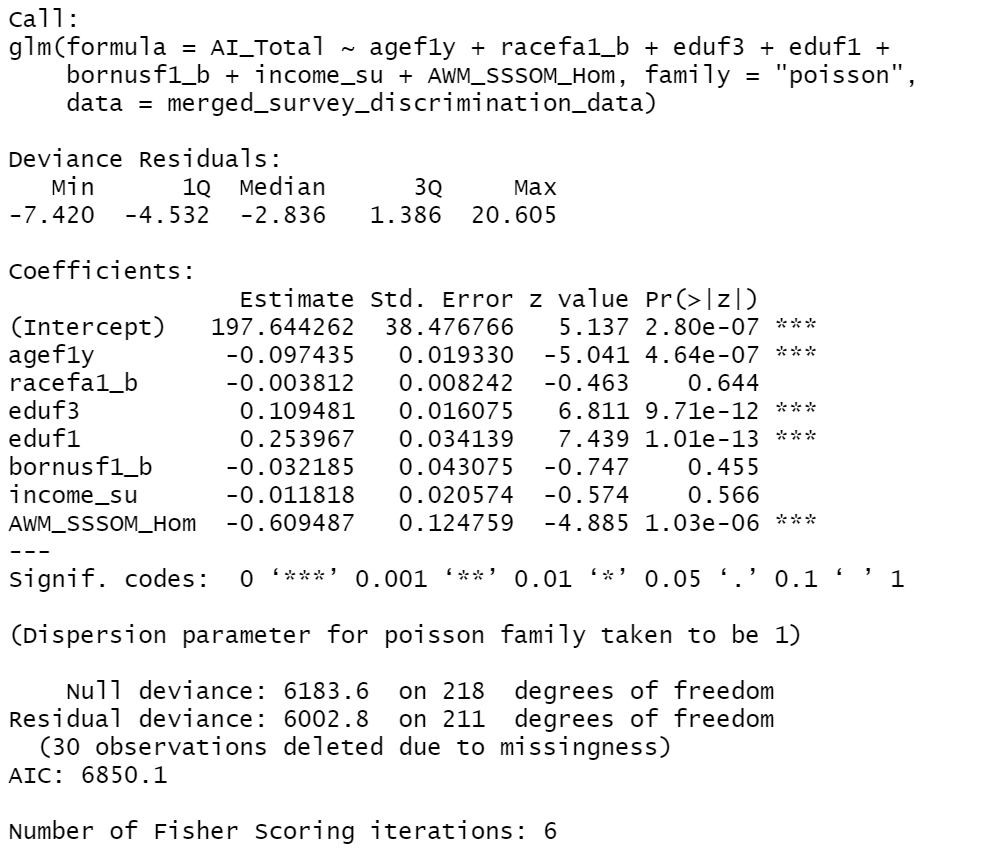 Call:
glm(formula = AI_Total ~ agef1y + racefa1_b + eduf3 + eduf1 +
    bornusf1_b + income_su + AWM_SSSOM_Hom, family = "poisson",
    data = merged_survey_discrimination_data)

Deviance Residuals:
   Min      1Q  Median      3Q     Max
-7.420  -4.532  -2.836   1.386  20.605

Coefficients:
                Estimate Std. Error z value Pr(>|z|)
(Intercept)   197.644262  38.476766   5.137 2.80e-07 ***
agef1y         -0.097435   0.019330  -5.041 4.64e-07 ***
racefa1_b      -0.003812   0.008242  -0.463    0.644
eduf3           0.109481   0.016075   6.811 9.71e-12 ***
eduf1           0.253967   0.034139   7.439 1.01e-13 ***
bornusf1_b     -0.032185   0.043075  -0.747    0.455
income_su      -0.011818   0.020574  -0.574    0.566
AWM_SSSOM_Hom  -0.609487   0.124759  -4.885 1.03e-06 ***
---
Signif. codes:  0 ‘***’ 0.001 ‘**’ 0.01 ‘*’ 0.05 ‘.’ 0.1 ‘ ’ 1

(Dispersion parameter for poisson family taken to be 1)

    Null deviance: 6183.6  on 218  degrees of freedom
Residual deviance: 6002.8  on 211  degrees of freedom
  (30 observations deleted due to missingness)
AIC: 6850.1

Number of Fisher Scoring iterations: 6